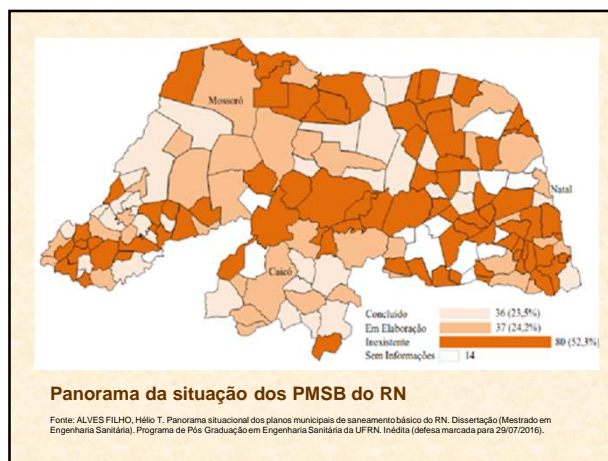 Mossoró
Natal
Caicó
Concluído 36 (23,5%)
Em Elaboração 37 (24,2%)
Inexistente 80 (52,3%)
Sem Informações 14
Panorama da situação dos PMSB do RN
Fonte: ALVES FILHO, Hélio T. Panorama situacional dos planos municipais de saneamento básico do RN. Dissertação (Mestrado em
Engenharia Sanitária). Programa de Pós Graduação em Engenharia Sanitária da UFRN. Inédita (defesa marcada para 29/07/2016).